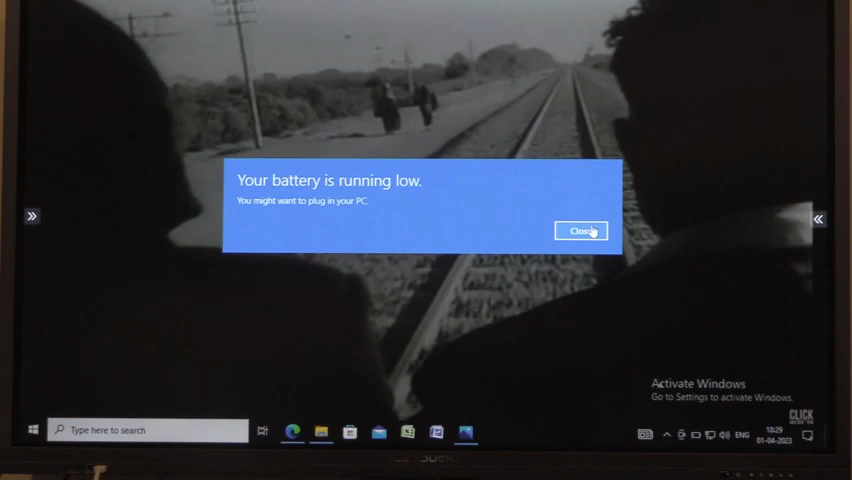 Your battery is running low.
You might want to plug in your PC.
Close
Activate Windows
Go to Settings to activate Windows.
CLICK
Type here to search
ENG
18:29
01-04-2023